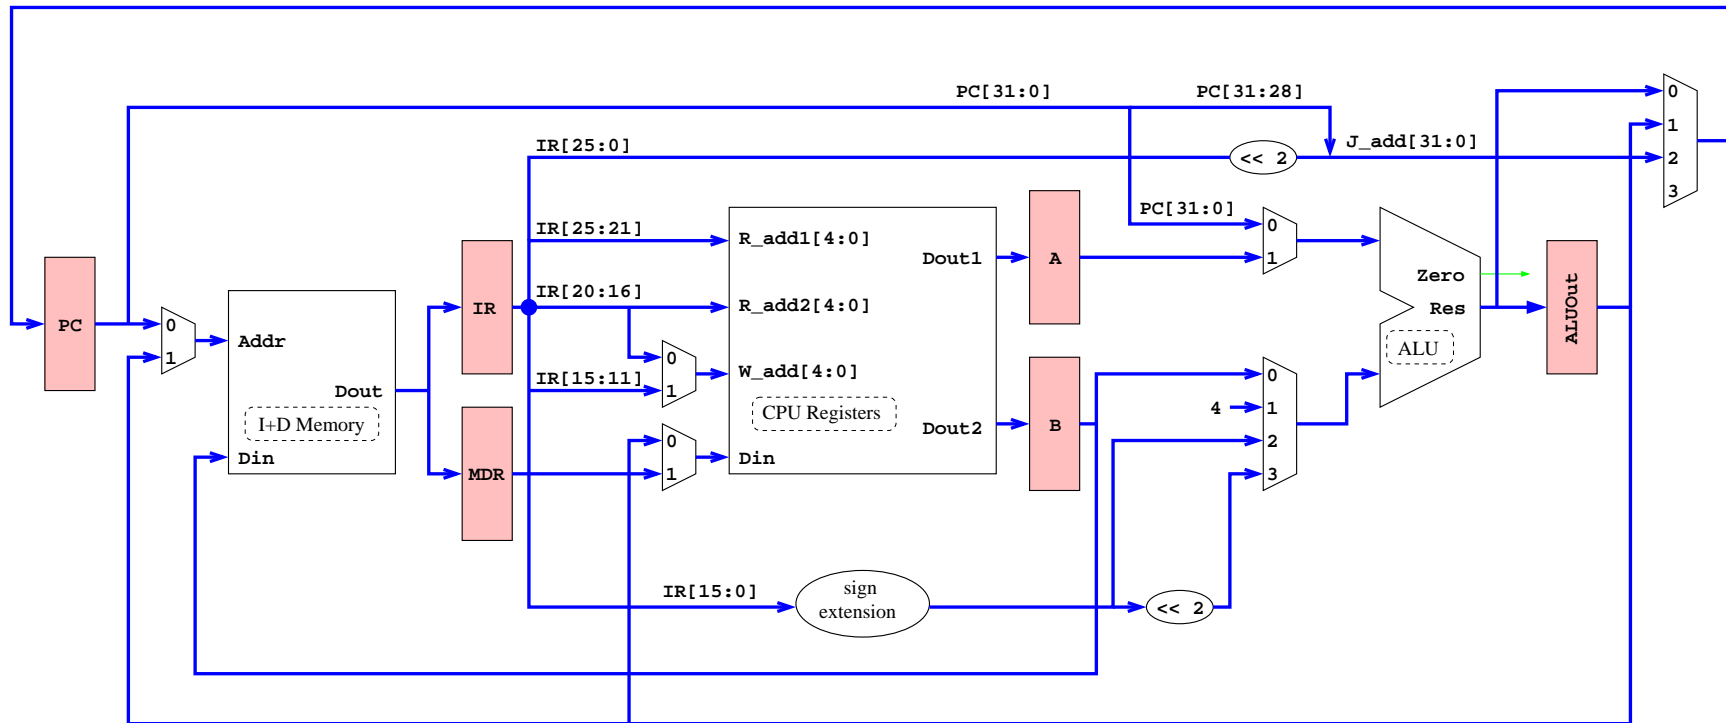 PC[31:0]
PC[31:28]
0
1
2
3
IR[25:0]
<< 2
J_add[31:0]
PC[31:0]
0
1
IR[25:21]
R_add1[4:0]
Dout1
A
Zero
Res
ALU
ALUOut
PC
0
1
Addr
Dout
I+D Memory
Din
IR
MDR
IR[20:16]
R_add2[4:0]
0
1
IR[15:11]
W_add[4:0]
CPU Registers
Dout2
B
0
1
Din
4
0
1
2
3
IR[15:0]
sign
extension
<< 2